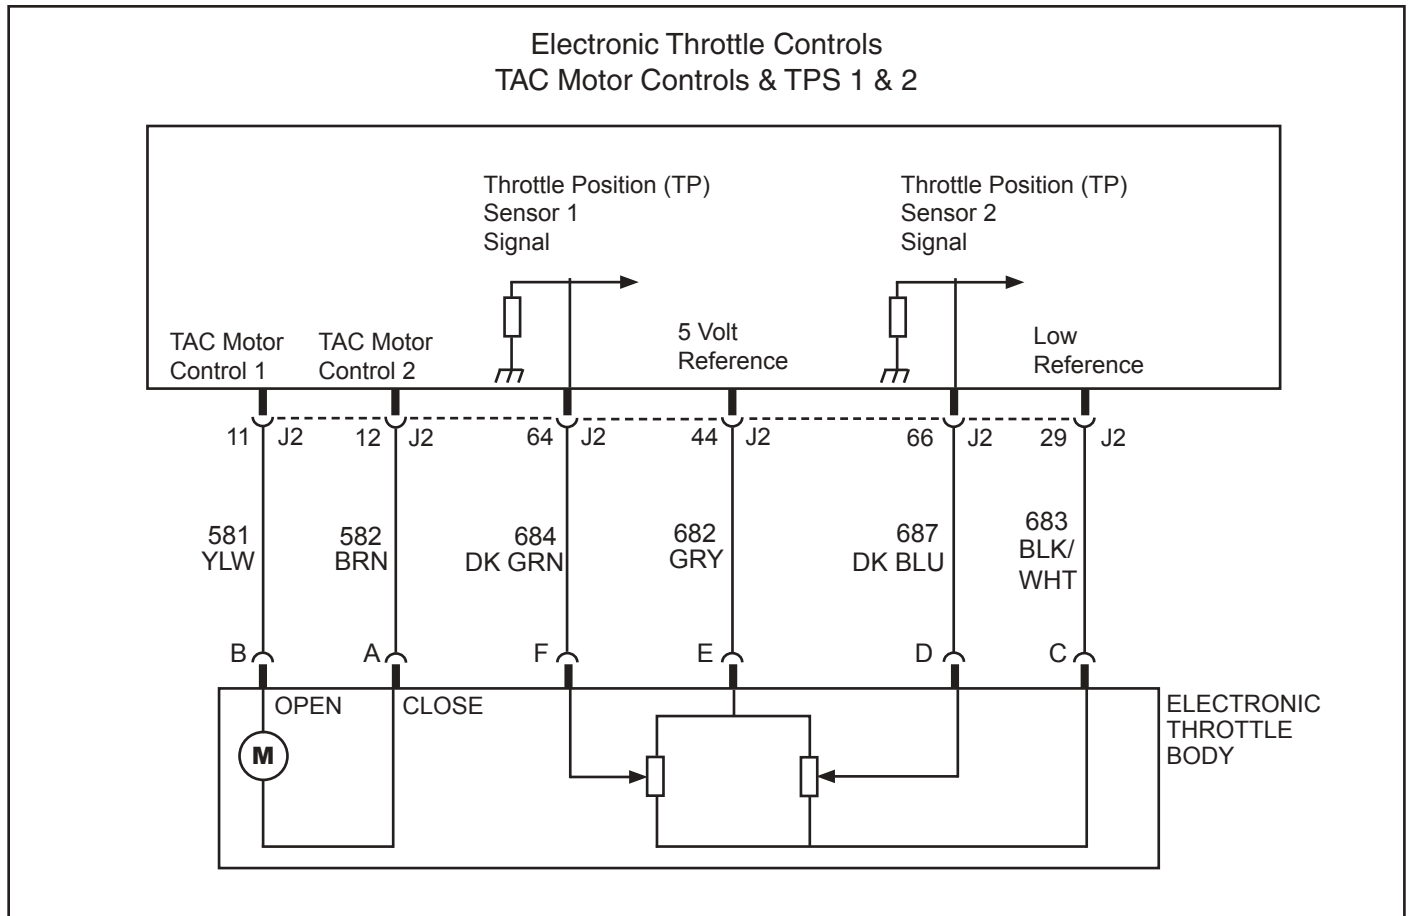 Electronic Throttle Controls
TAC Motor Controls & TPS 1 & 2
Throttle Position (TP)
Sensor 1
Signal
Throttle Position (TP)
Sensor 2
Signal
TAC Motor
Control 1
TAC Motor
Control 2
5 Volt
Reference
Low
Reference
11 J2
12 J2
64 J2
44 J2
66 J2
29 J2
581
YLW
582
BRN
684
DK GRN
682
GRY
687
DK BLU
683
BLK/
WHT
B
A
F
E
D
C
OPEN
CLOSE
M
ELECTRONIC
THROTTLE
BODY